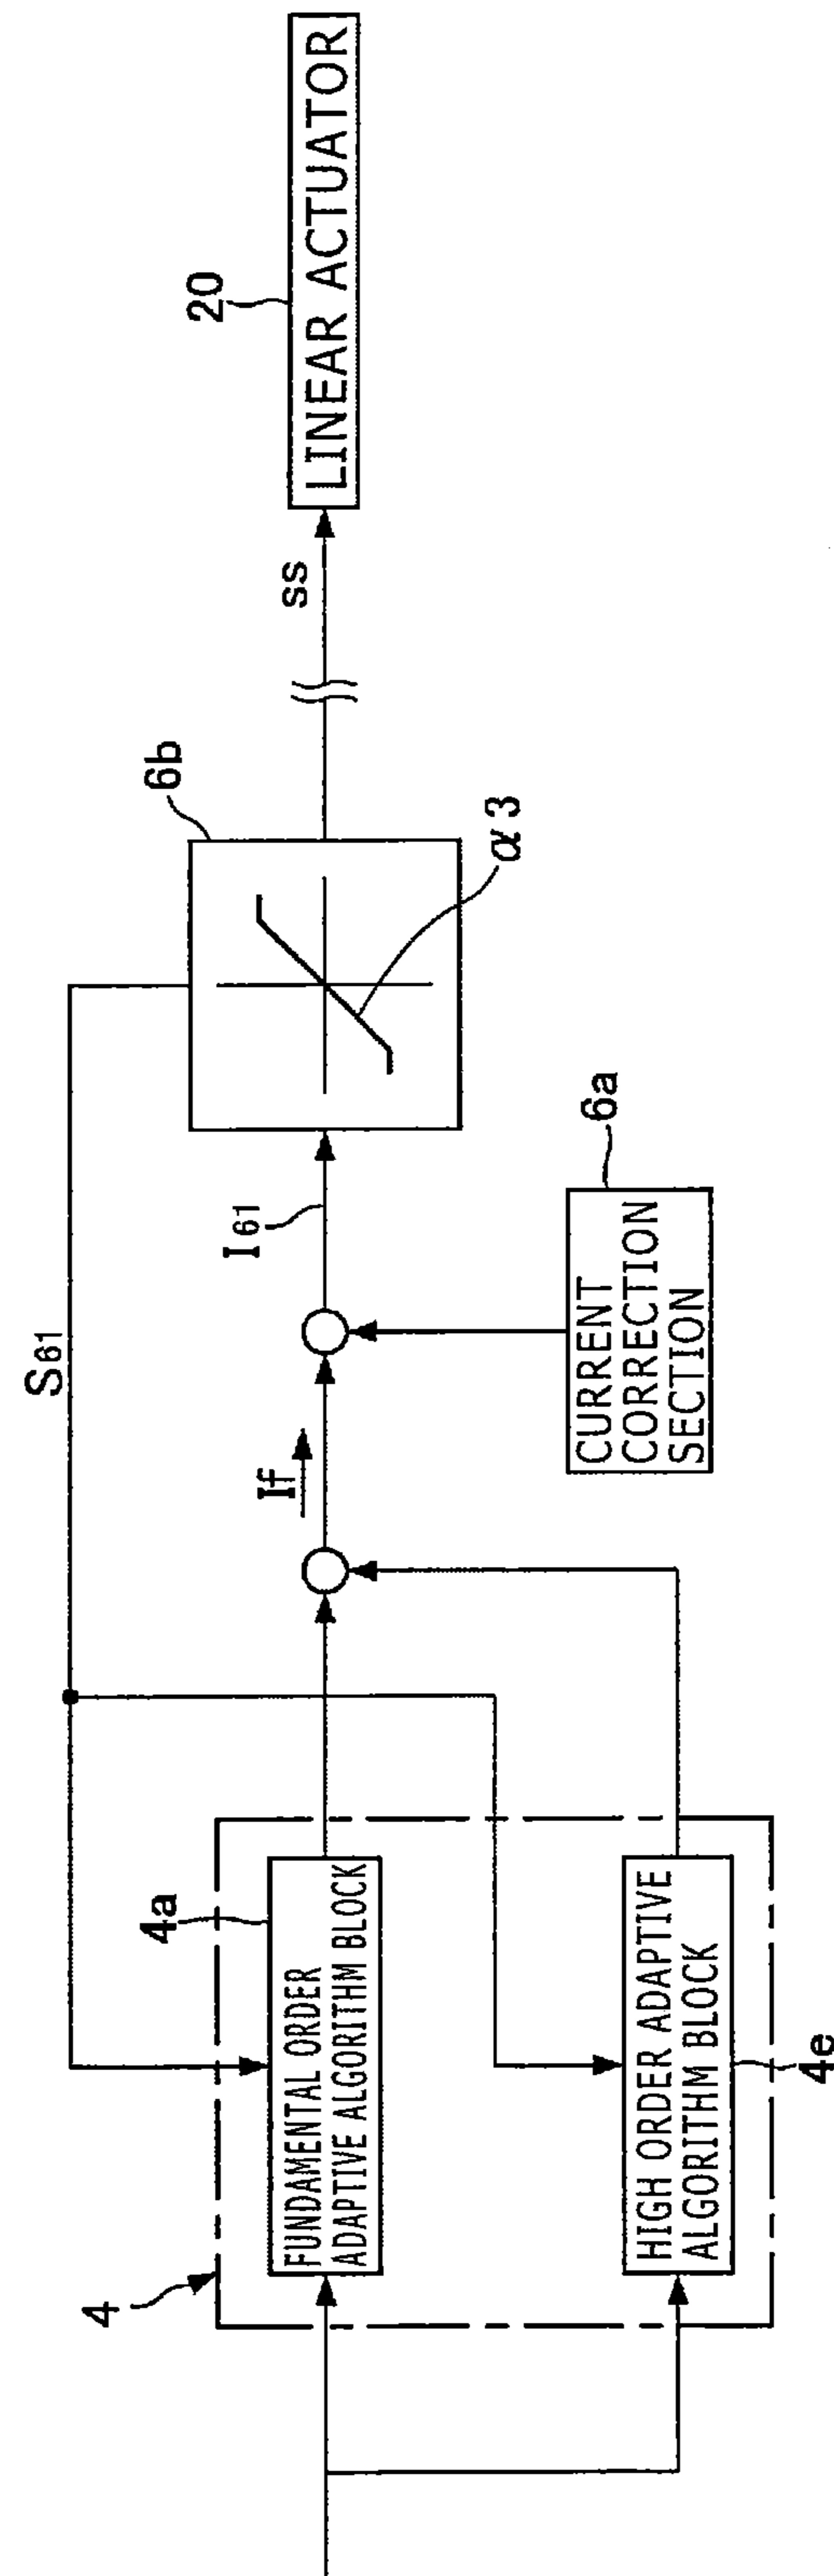 4
4a
FUNDAMENTAL ORDER
ADAPTIVE ALGORITHM BLOCK
HIGH ORDER ADAPTIVE
ALGORITHM BLOCK
4e
S61
If
I61
CURRENT
CORRECTION
SECTION
6a
6b
α3
ss
20
LINEAR ACTUATOR